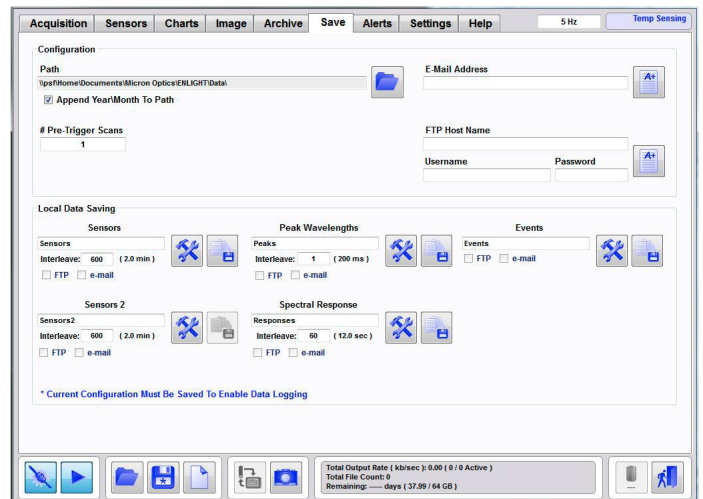 Acquisition Sensors Charts Image Archive Save Alerts Settings Help 5 Hz Temp Sensing
Configuration
Path
\\psf\Home\Documents\Micron Optics\ENLIGHT\Data\
Append Year\Month To Path
# Pre-Trigger Scans
1
E-Mail Address
A+
FTP Host Name
Username Password
A+
Local Data Saving
Sensors
Sensors
Interleave: 600 ( 2.0 min )
FTP e-mail
Peak Wavelengths
Peaks
Interleave: 1 ( 200 ms )
FTP e-mail
Events
Events
FTP e-mail
Sensors 2
Sensors2
Interleave: 600 ( 2.0 min )
FTP e-mail
Spectral Response
Responses
Interleave: 60 ( 12.0 sec )
FTP e-mail
* Current Configuration Must Be Saved To Enable Data Logging
Total Output Rate ( kb/sec ): 0.00 ( 0 / 0 Active )
Total File Count: 0
Remaining: ----- days ( 37.99 / 64 GB )